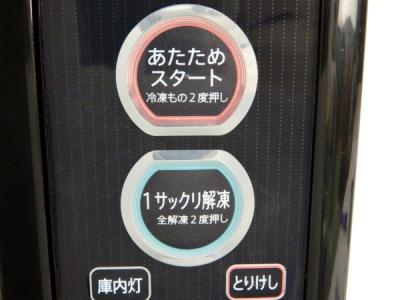 あたため
スタート
冷凍もの2度押し
1サックリ解凍
全解凍2度押し
庫内灯
とりけし